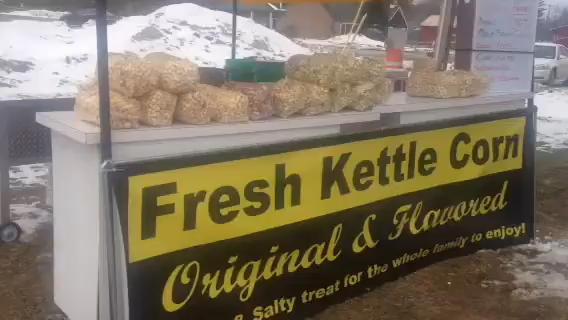 Fresh Kettle Corn
Original & Flavored
& Salty treat for the whole family to enjoy!